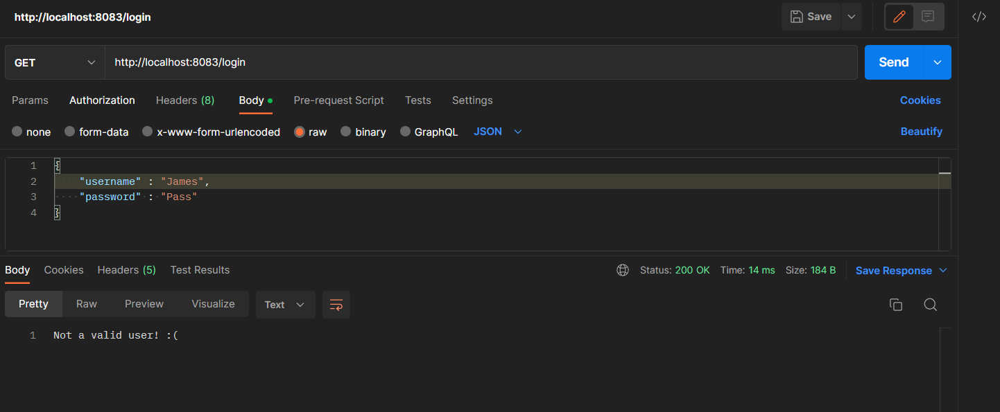 http://localhost:8083/login Save
GET http://localhost:8083/login Send
Params Authorization Headers (8) Body Pre-request Script Tests Settings Cookies
none form-data x-www-form-urlencoded raw binary GraphQL JSON Beautify
1 {
2 "username" : "James",
3 "password" : "Pass"
4 }
Body Cookies Headers (5) Test Results Status: 200 OK Time: 14 ms Size: 184 B Save Response
Pretty Raw Preview Visualize Text
1 Not a valid user! :(